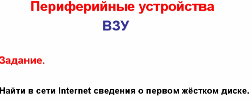 Периферийные устройства
ВЗУ
Задание.
Найти в сети Internet сведения о первом жёстком диске.